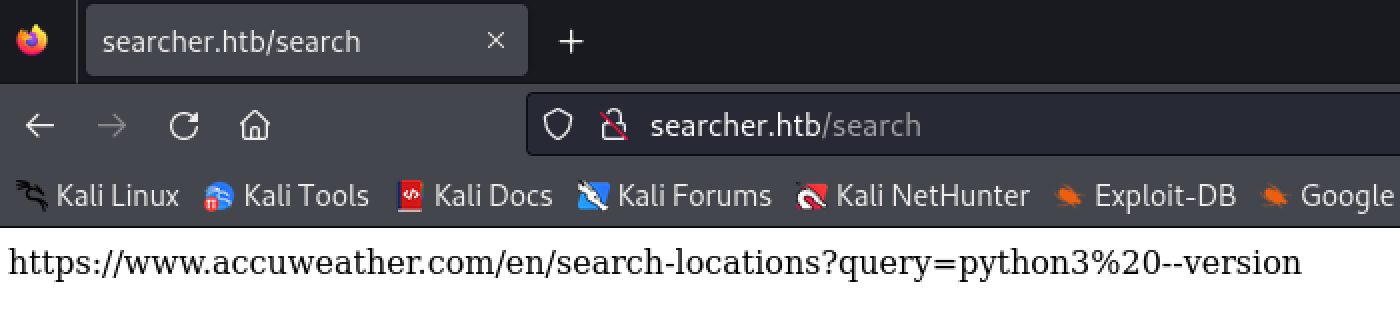 searcher.htb/search
searcher.htb/search
Kali Linux Kali Tools Kali Docs Kali Forums Kali NetHunter Exploit-DB Google
https://www.accuweather.com/en/search-locations?query=python3%20--version